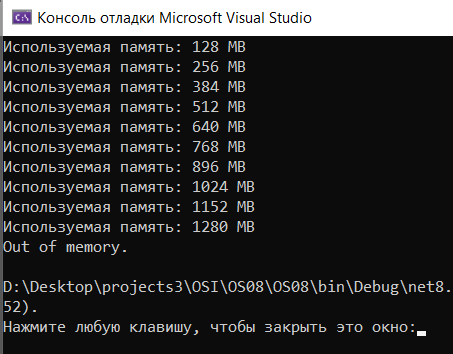 Консоль отладки Microsoft Visual Studio
Используемая память: 128 MB
Используемая память: 256 MB
Используемая память: 384 MB
Используемая память: 512 MB
Используемая память: 640 MB
Используемая память: 768 MB
Используемая память: 896 MB
Используемая память: 1024 MB
Используемая память: 1152 MB
Используемая память: 1280 MB
Out of memory.
D:\Desktop\projects3\OSI\OS08\OS08\bin\Debug\net8.
52).
Нажмите любую клавишу, чтобы закрыть это окно: